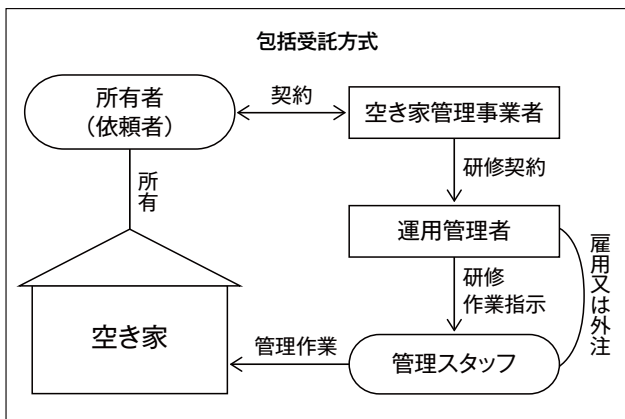 包括受託方式
所有者
（依頼者）
契約
空き家管理事業者
研修契約
所有
運用管理者
雇用又は外注
研修
作業指示
空き家
管理作業
管理スタッフ